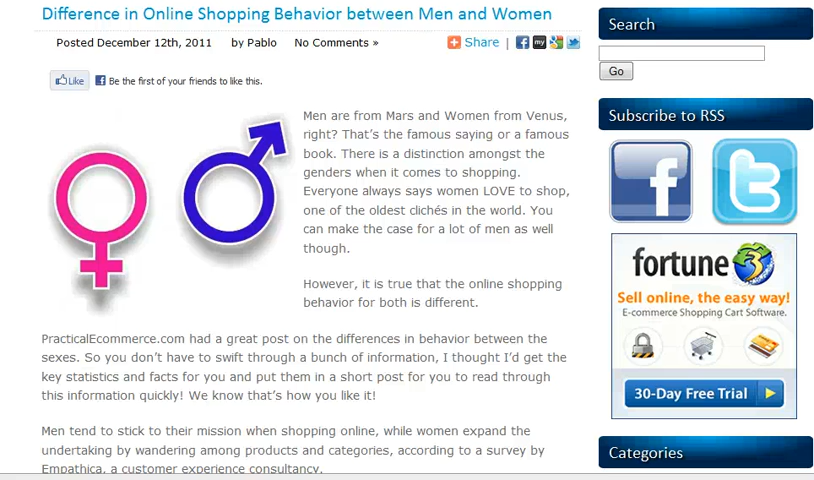 Difference in Online Shopping Behavior between Men and Women
Posted December 12th, 2011 by Pablo No Comments »
Share |
Like Be the first of your friends to like this.
Men are from Mars and Women from Venus,
right? That's the famous saying or a famous
book. There is a distinction amongst the
genders when it comes to shopping.
Everyone always says women LOVE to shop,
one of the oldest clichés in the world. You
can make the case for a lot of men as well
though.
However, it is true that the online shopping
behavior for both is different.
PracticalEcommerce.com had a great post on the differences in behavior between the
sexes. So you don't have to swift through a bunch of information, I thought I'd get the
key statistics and facts for you and put them in a short post for you to read through
this information quickly! We know that's how you like it!
Men tend to stick to their mission when shopping online, while women expand the
undertaking by wandering among products and categories, according to a survey by
Empathica, a customer experience consultancy.
Search
Go
Subscribe to RSS
fortune3
Sell online, the easy way!
E-commerce Shopping Cart Software.
30-Day Free Trial
Categories